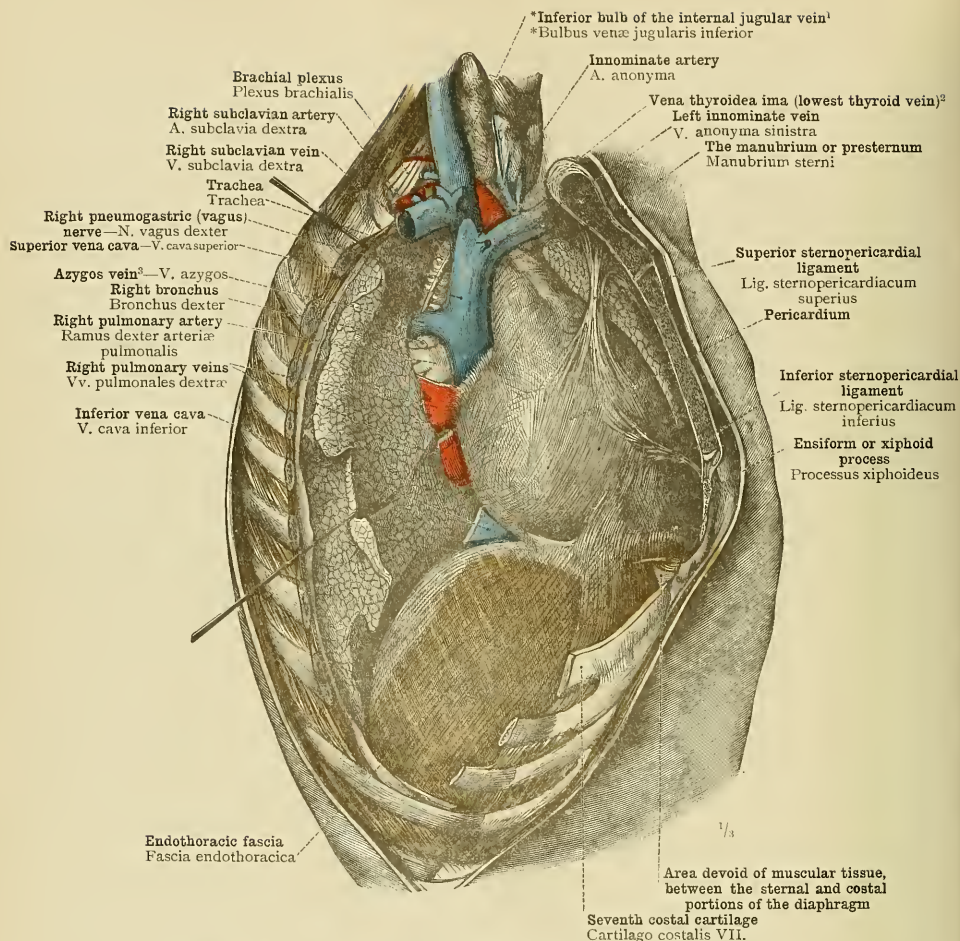 *Inferior bulb of the internal jugular vein¹
*Bulbus venæ jugularis inferior
Innominate artery
A. anonyma
Vena thyroidea ima (lowest thyroid vein)²
Left innominate vein
V. anonyma sinistra
The manubrium or presternum
Manubrium sterni
Superior sternopericardial
ligament
Lig. sternopericardiacum
superius
Pericardium
Inferior sternopericardial
ligament
Lig. sternopericardiacum
inferius
Ensiform or xiphoid
process
Processus xiphoideus
Brachial plexus
Plexus brachialis
Right subclavian artery
A. subclavia dextra
Right subclavian vein
V. subclavia dextra
Trachea
Trachea
Right pneumogastric (vagus)
nerve—N. vagus dexter
Superior vena cava—V. cava superior
Azygos vein³—V. azygos
Right bronchus
Bronchus dexter
Right pulmonary artery
Ramus dexter arteriæ
pulmonalis
Right pulmonary veins
Vv. pulmonales dextræ
Inferior vena cava
V. cava inferior
Endothoracic fascia
Fascia endothoracica
1/3
Area devoid of muscular tissue,
between the sternal and costal
portions of the diaphragm
Seventh costal cartilage
Cartilago costalis VII.